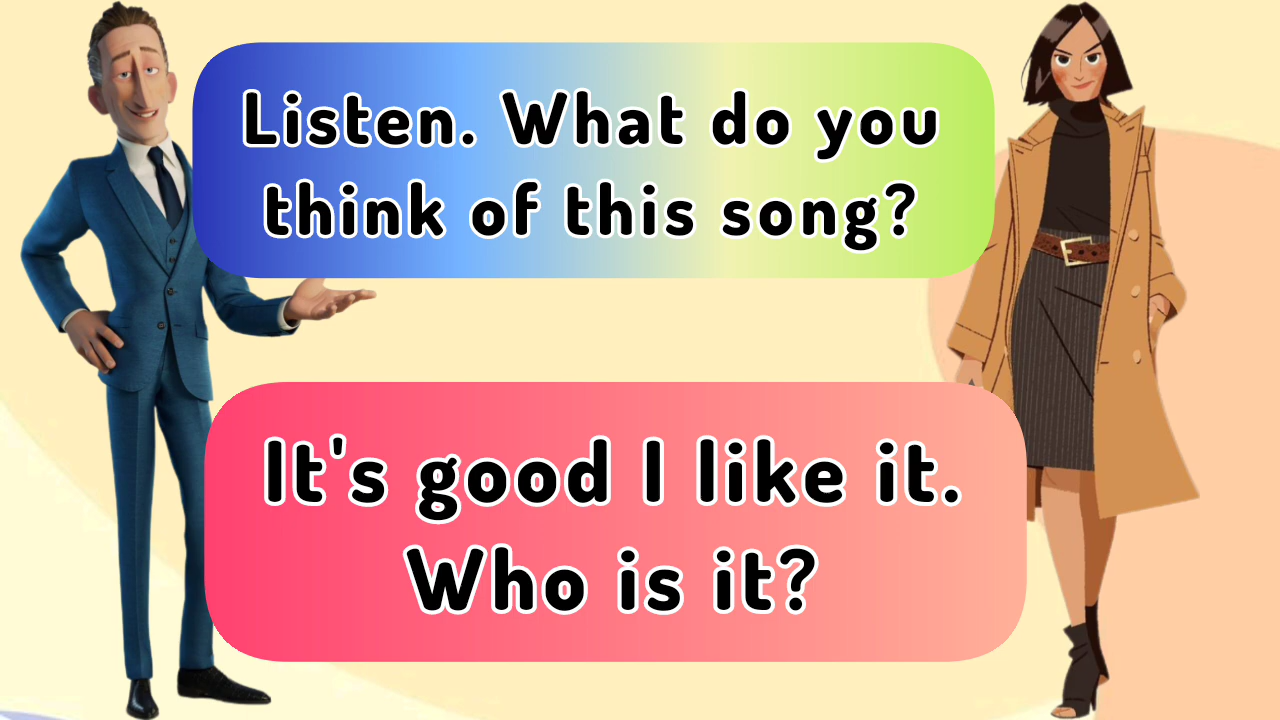 Listen. What do you
think of this song?
It's good I like it.
Who is it?